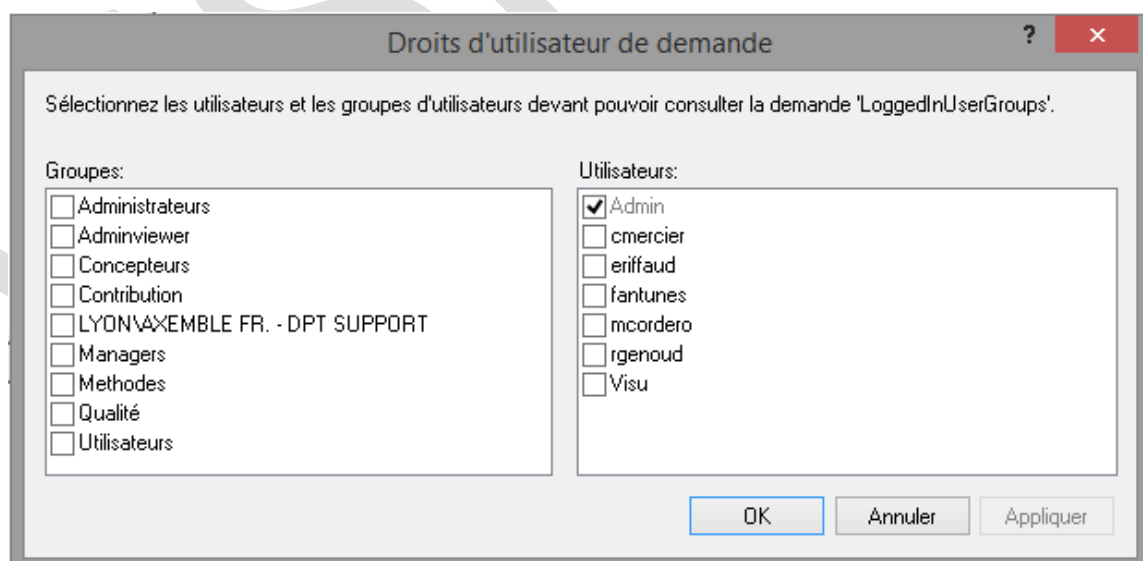 Droits d'utilisateur de demande
?
Sélectionnez les utilisateurs et les groupes d'utilisateurs devant pouvoir consulter la demande 'LoggedInUserGroups'.
Groupes:
Administrateurs
Adminviewer
Concepteurs
Contribution
LYON\AXEMBLE FR. - DPT SUPPORT
Managers
Methodes
Qualité
Utilisateurs
Utilisateurs:
Admin
cmercier
eriffaud
fantunes
mcordero
rgenoud
Visu
OK
Annuler
Appliquer